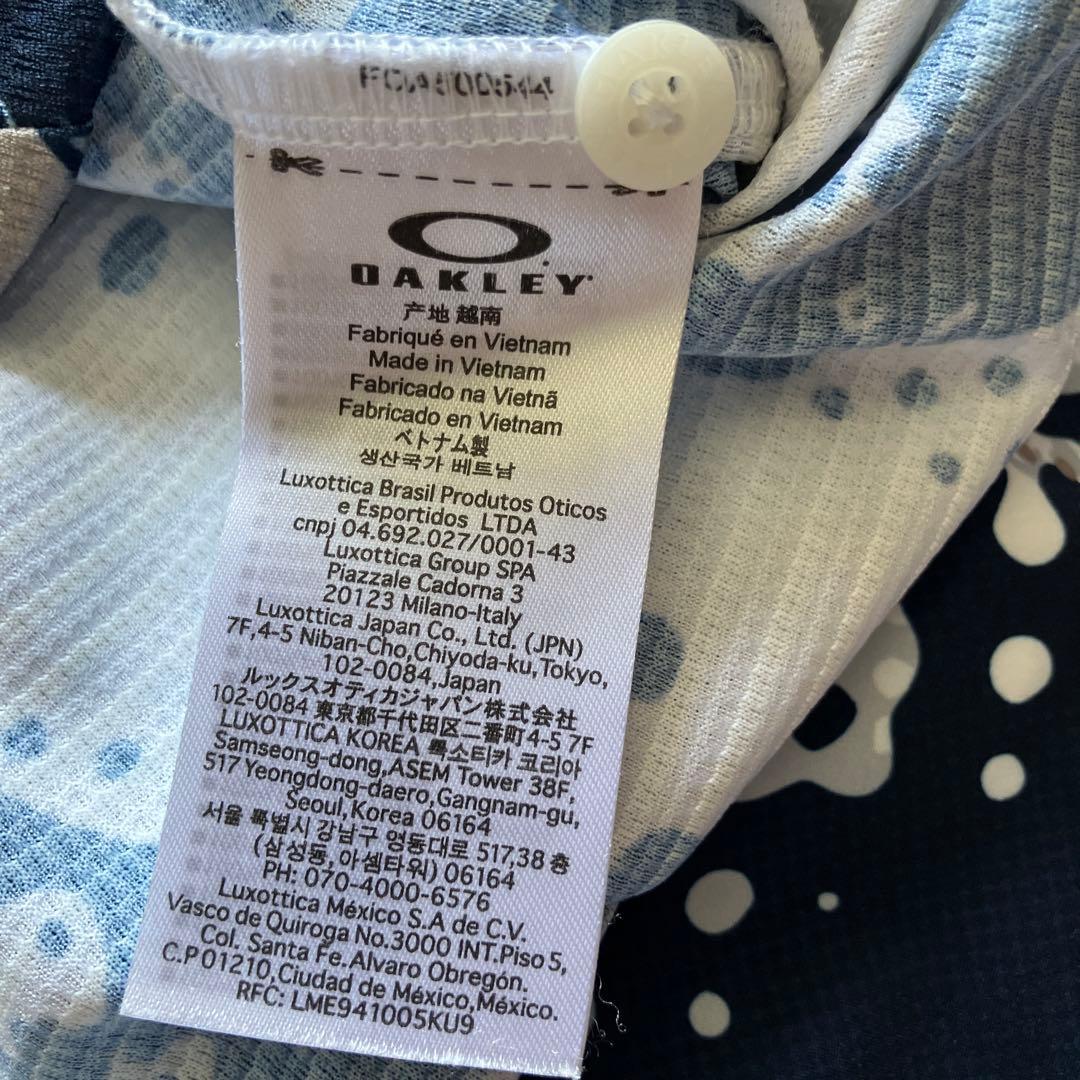 FOA500544
OAKLEY
产地 越南
Fabriqué en Vietnam
Made in Vietnam
Fabricado na Vietnã
Fabricado en Vietnam
ベトナム製
생산국가 베트남
Luxottica Brasil Produtos Oticos
e Esportidos LTDA
cnpj 04.692.027/0001-43
Luxottica Group SPA
Piazzale Cadorna 3
20123 Milano-Italy
Luxottica Japan Co., Ltd. (JPN)
7F,4-5 Niban-Cho,Chiyoda-ku,Tokyo,
102-0084,Japan
ルックスオティカジャパン株式会社
102-0084 東京都千代田区二番町4-5 7F
LUXOTTICA KOREA 룩소티카 코리아
Samseong-dong,ASEM Tower 38F,
517 Yeongdong-daero,Gangnam-gu,
Seoul,Korea 06164
서울 특별시 강남구 영동대로 517,38 층
(삼성동, 아셈타워) 06164
PH: 070-4000-6576
Luxottica México S.A de C.V.
Vasco de Quiroga No.3000 INT.Piso 5,
Col. Santa Fe.Alvaro Obregón.
C.P 01210,Ciudad de México,México.
RFC: LME941005KU9